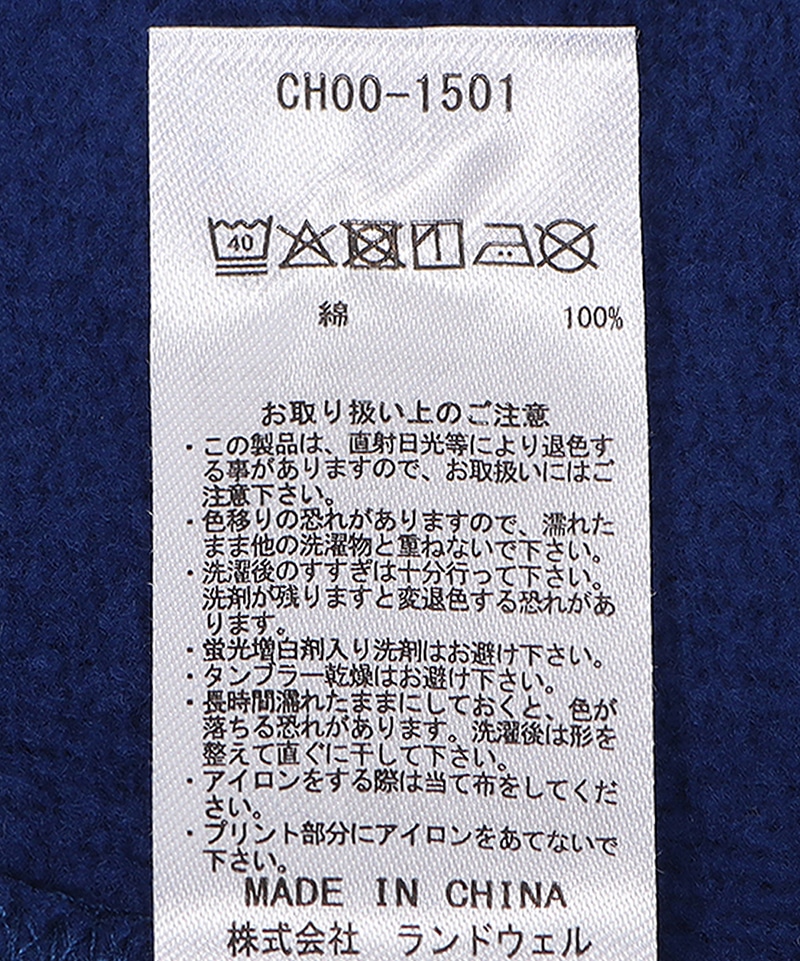 CH00-1501
40
綿 100%
お取り扱い上のご注意
・この製品は、直射日光等により退色す
る事がありますので、お取扱いにはご
注意下さい。
・色移りの恐れがありますので、濡れた
まま他の洗濯物と重ねないで下さい。
・洗濯後のすすぎは十分行って下さい。
洗剤が残りますと変退色する恐れがあ
ります。
・蛍光増白剤入り洗剤はお避け下さい。
・タンブラー乾燥はお避け下さい。
・長時間濡れたままにしておくと、色が
落ちる恐れがあります。洗濯後は形を
整えて直ぐに干して下さい。
・アイロンをする際は当て布をしてくだ
さい。
・プリント部分にアイロンをあてないで
下さい。
MADE IN CHINA
株式会社 ランドウェル